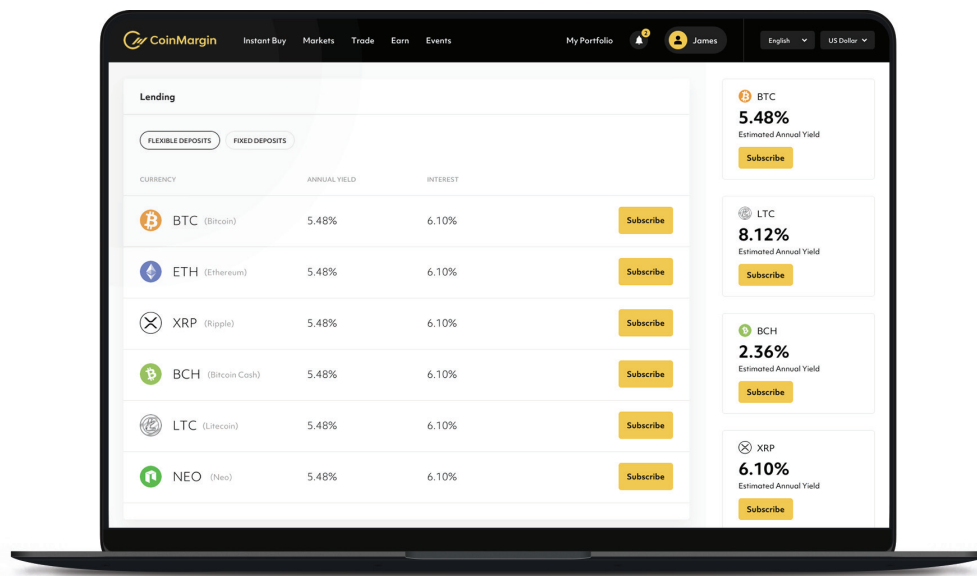 CoinMargin Instant Buy Markets Trade Earn Events My Portfolio 2 James English US Dollar
Lending
FLEXIBLE DEPOSITS FIXED DEPOSITS
CURRENCY ANNUAL YIELD INTEREST
BTC (Bitcoin) 5.48% 6.10% Subscribe
ETH (Ethereum) 5.48% 6.10% Subscribe
XRP (Ripple) 5.48% 6.10% Subscribe
BCH (Bitcoin Cash) 5.48% 6.10% Subscribe
LTC (Litecoin) 5.48% 6.10% Subscribe
NEO (Neo) 5.48% 6.10% Subscribe
BTC
5.48%
Estimated Annual Yield
Subscribe
LTC
8.12%
Estimated Annual Yield
Subscribe
BCH
2.36%
Estimated Annual Yield
Subscribe
XRP
6.10%
Estimated Annual Yield
Subscribe